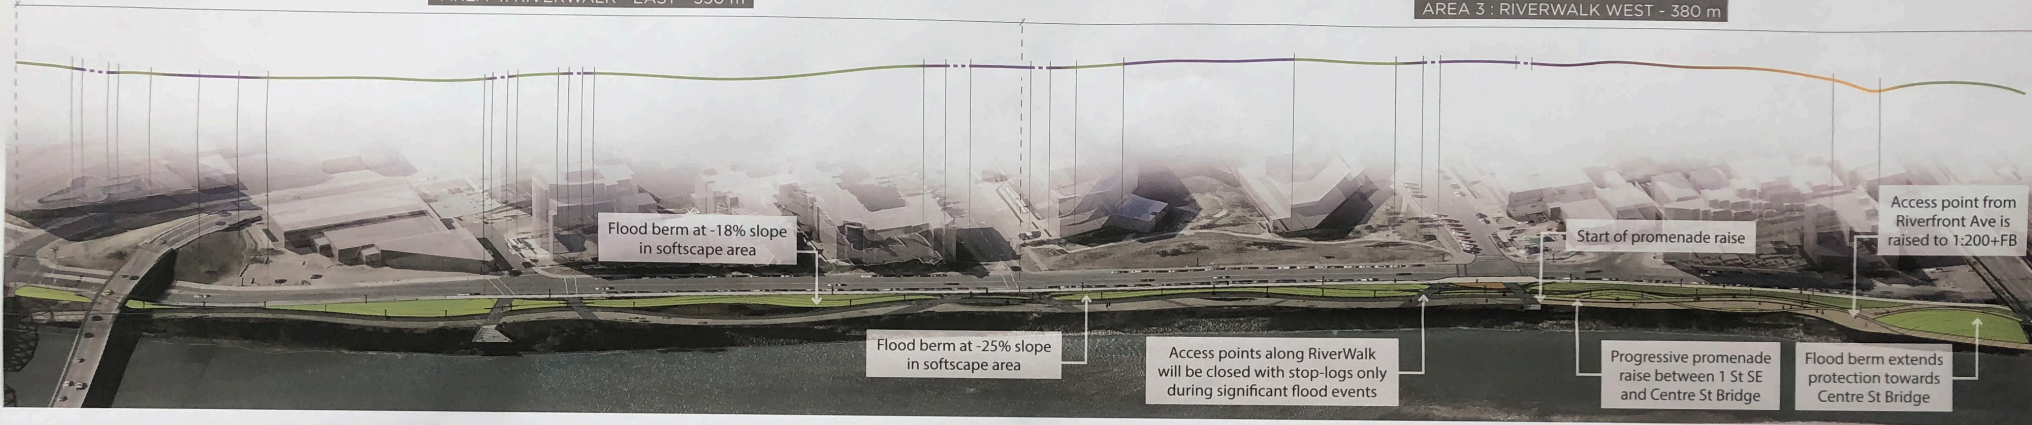 RIVERWALK - EAST - 550 m
AREA 3 : RIVERWALK WEST - 380 m
Flood berm at -18% slope
in softscape area
Flood berm at -25% slope
in softscape area
Access points along RiverWalk
will be closed with stop-logs only
during significant flood events
Start of promenade raise
Progressive promenade
raise between 1 St SE
and Centre St Bridge
Access point from
Riverfront Ave is
raised to 1:200+FB
Flood berm extends
protection towards
Centre St Bridge